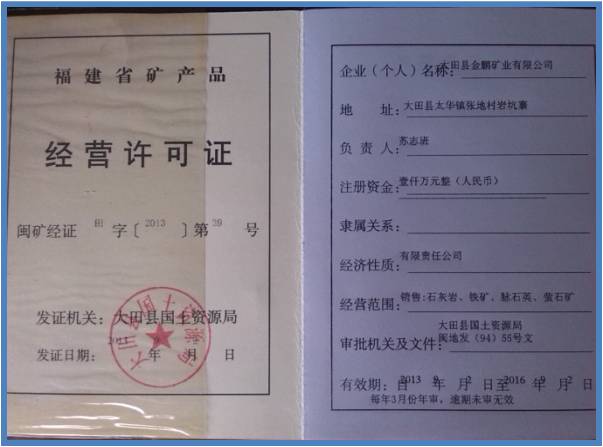 福建省矿产品
经营许可证
闽矿经证 田 字〔2013〕第39号
发证机关：大田县国土资源局
发证日期： 年 月 日
企业（个人）名称：大田县金鹏矿业有限公司
地 址：大田县太华镇张地村岩坑寨
负 责 人：苏志班
注册资金：壹仟万元整（人民币）
隶属关系：
经济性质：有限责任公司
经营范围：销售:石灰岩、铁矿、脉石英、萤石矿
大田县国土资源局
审批机关及文件：闽地发（94）55号文
有效期：自2013年9月2日至2016年9月2日
每年3月份年审，逾期未审无效